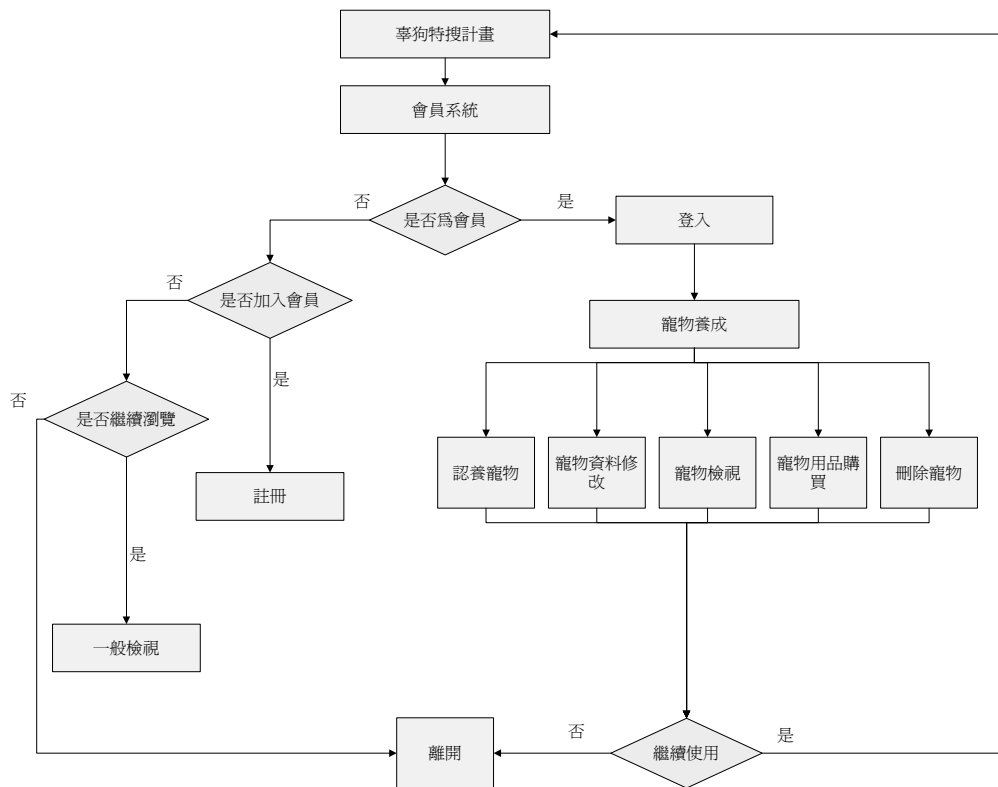 辜狗特搜計畫
會員系統
否
是否爲會員
是
登入
否
是否加入會員
寵物養成
是
否
是否繼續瀏覽
認養寵物
寵物資料修
改
寵物檢視
寵物用品購
買
刪除寵物
註冊
是
一般檢視
離開
否
繼續使用
是